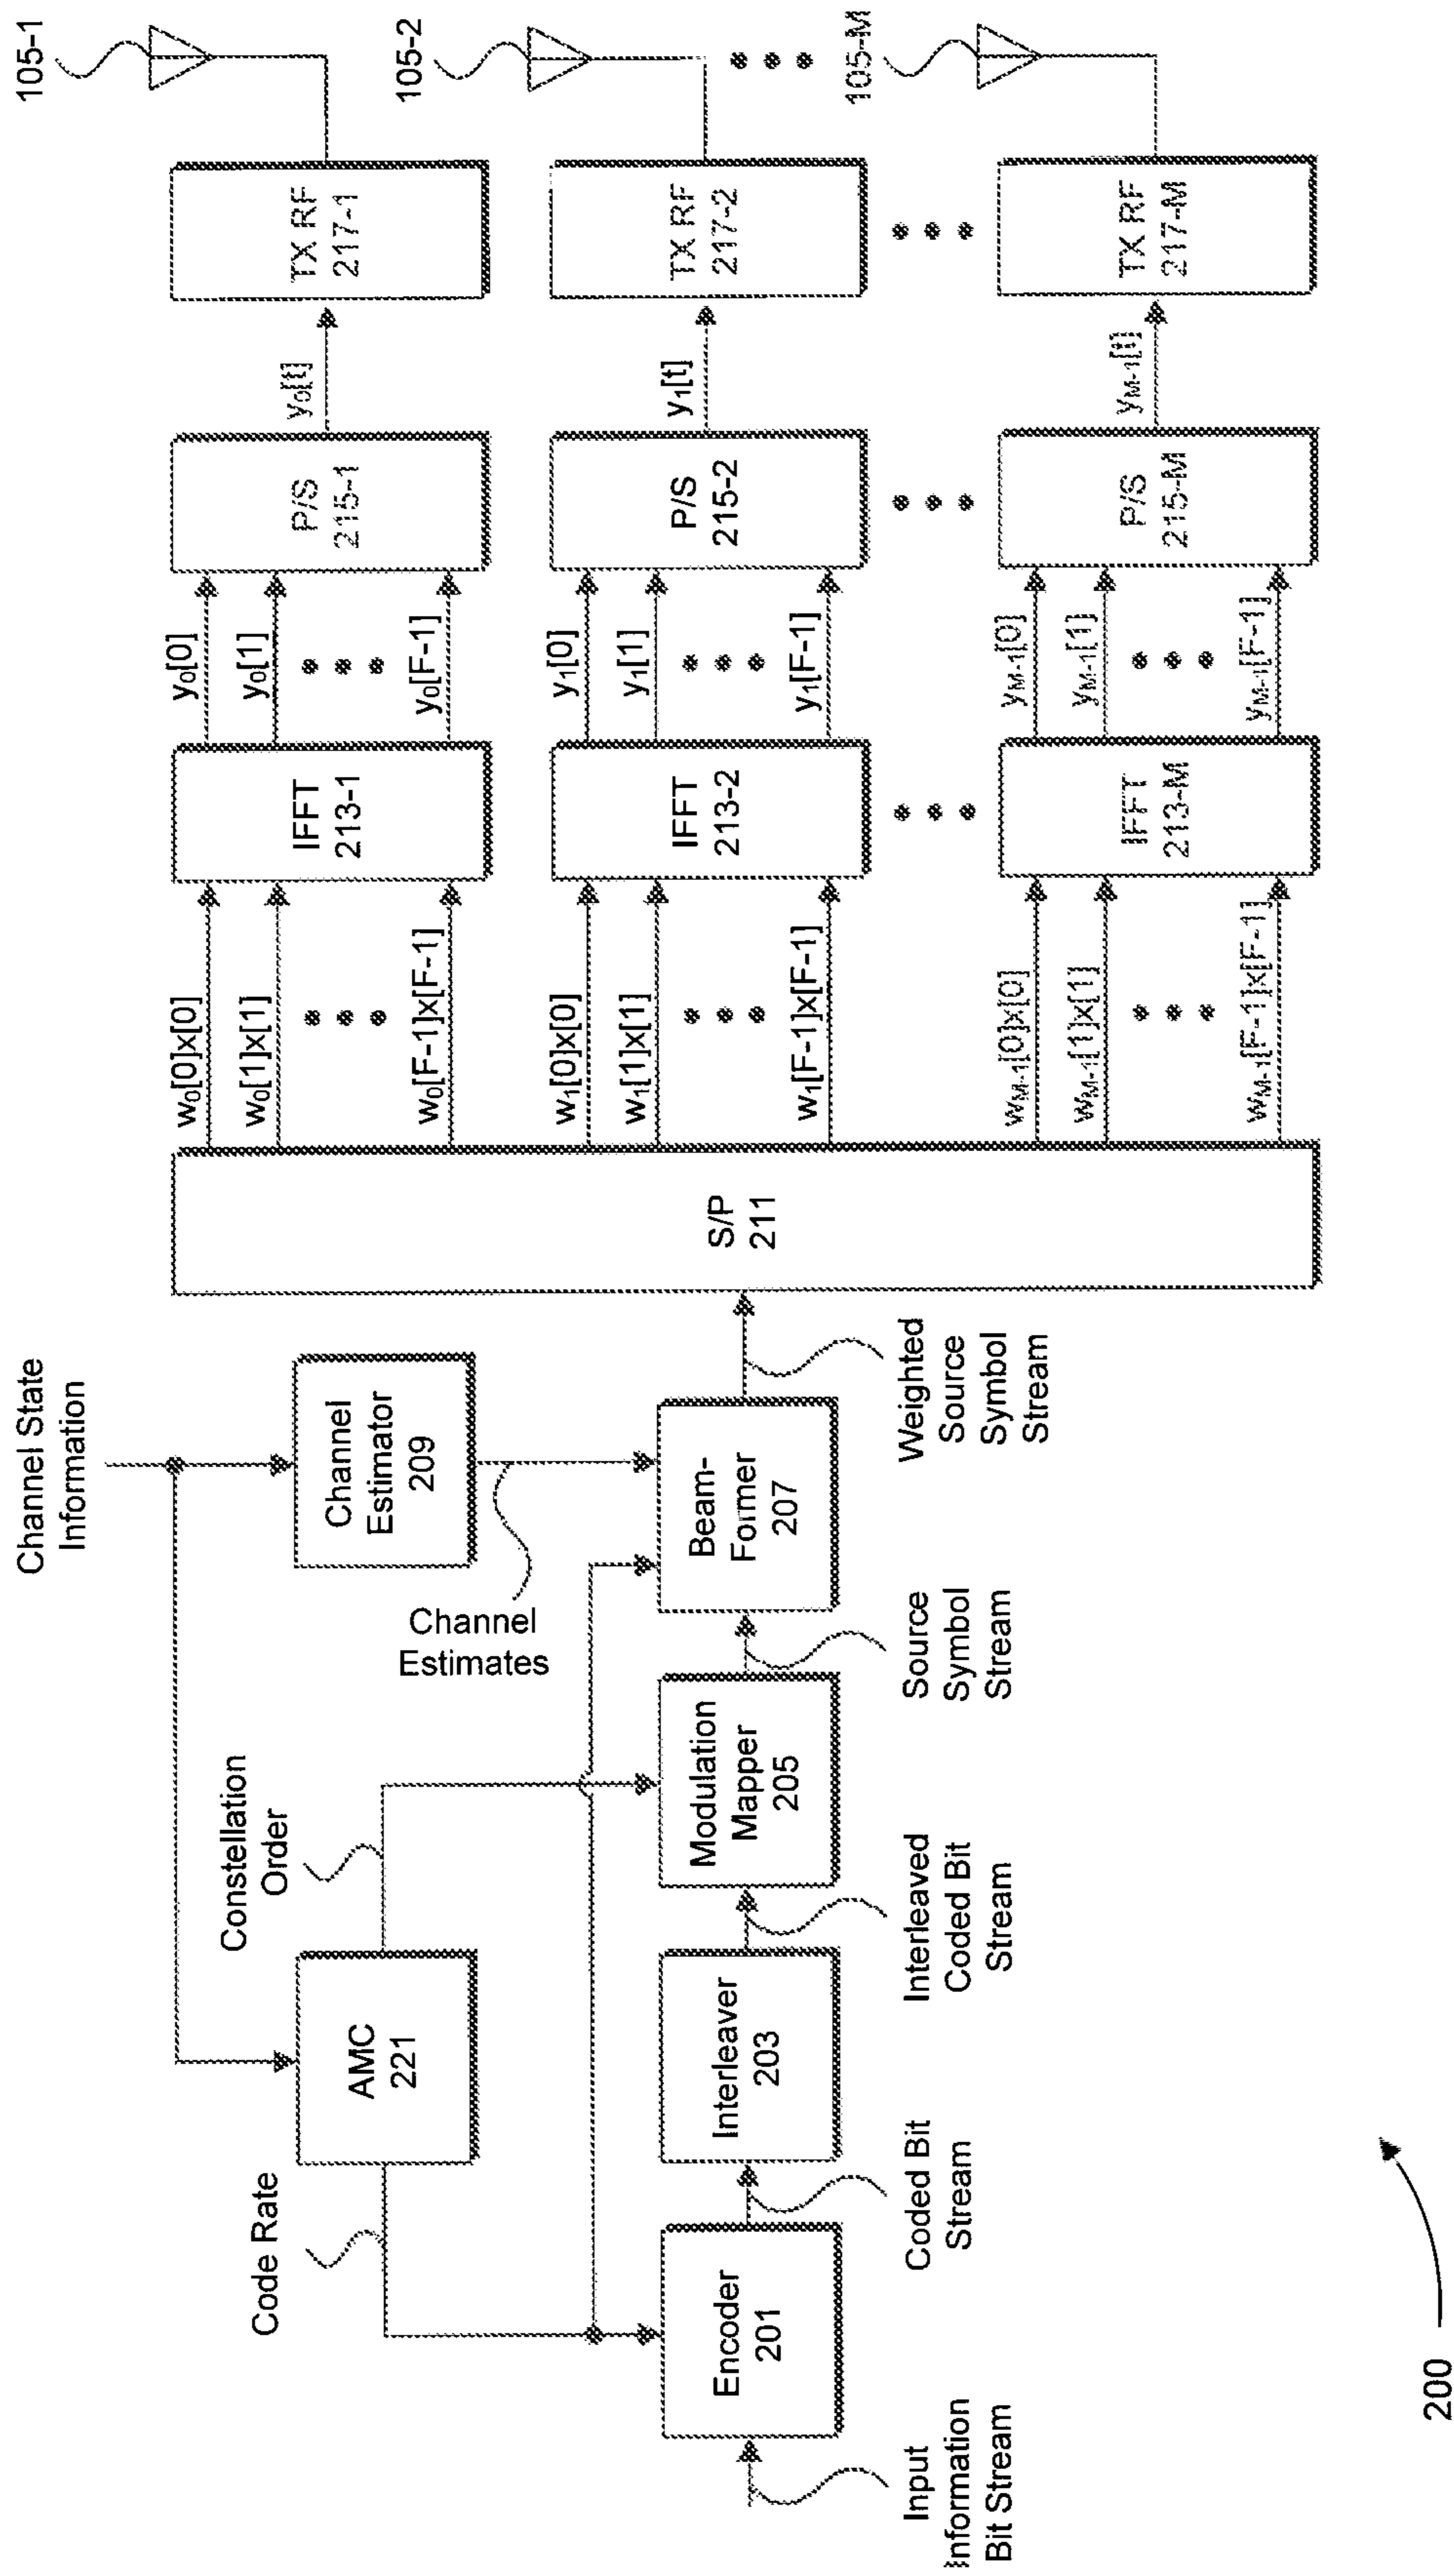 Channel State
Information
Constellation
Order
Code Rate
AMC
221
Channel
Estimator
209
Channel
Estimates
Input
Information
Bit Stream
Encoder
201
Coded Bit
Stream
Interleaver
203
Interleaved
Coded Bit
Stream
Modulation
Mapper
205
Source
Symbol
Stream
Beam-
Former
207
Weighted
Source
Symbol
Stream
S/P
211
w₀[0]x[0]
w₀[1]x[1]
w₀[F-1]x[F-1]
IFFT
213-1
y₀[0]
y₀[1]
y₀[F-1]
P/S
215-1
y₀[t]
TX RF
217-1
105-1
w₁[0]x[0]
w₁[1]x[1]
w₁[F-1]x[F-1]
IFFT
213-2
y₁[0]
y₁[1]
y₁[F-1]
P/S
215-2
y₁[t]
TX RF
217-2
105-2
wM-1[0]x[0]
wM-1[1]x[1]
wM-1[F-1]x[F-1]
IFFT
213-M
yM-1[0]
yM-1[1]
yM-1[F-1]
P/S
215-M
yM-1[t]
TX RF
217-M
105-M
200